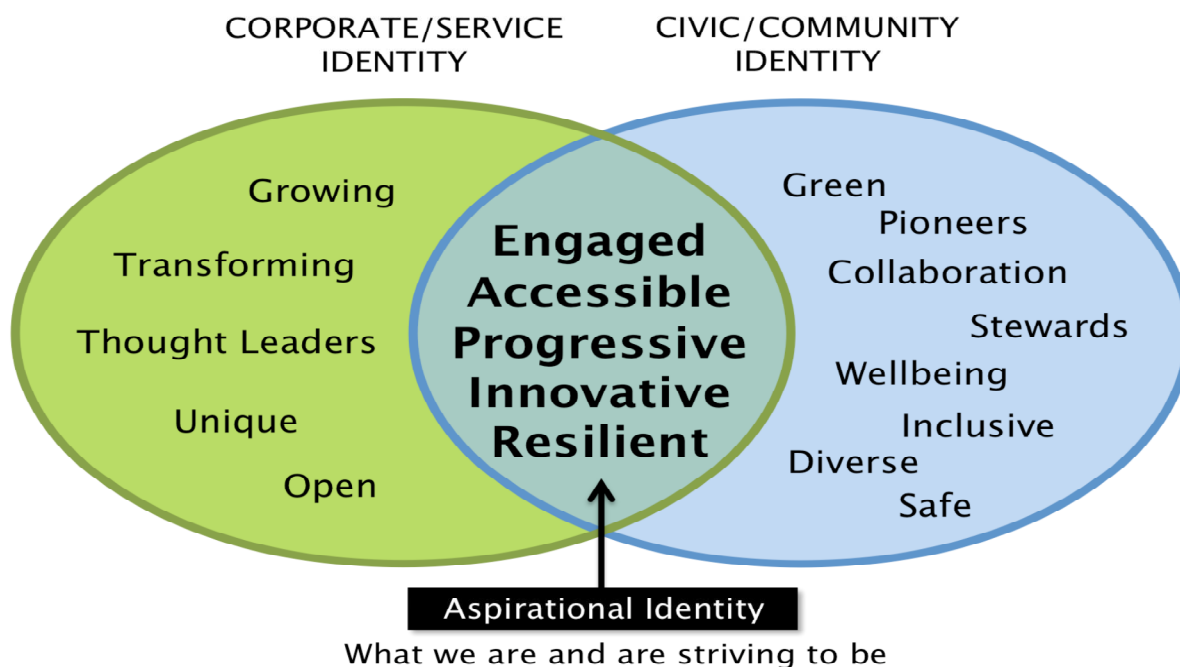 CORPORATE/SERVICE
IDENTITY
CIVIC/COMMUNITY
IDENTITY
Growing
Transforming
Thought Leaders
Unique
Open
Engaged
Accessible
Progressive
Innovative
Resilient
Green
Pioneers
Collaboration
Stewards
Wellbeing
Inclusive
Diverse
Safe
Aspirational Identity
What we are and are striving to be